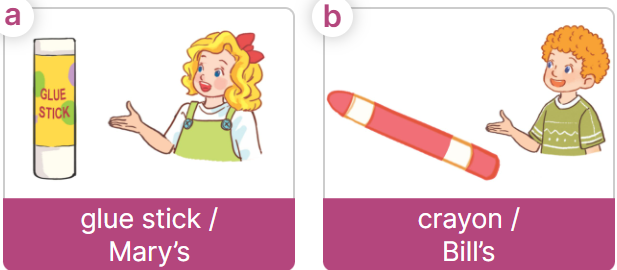 a
GLUE
STICK
glue stick /
Mary's
b
crayon /
Bill's